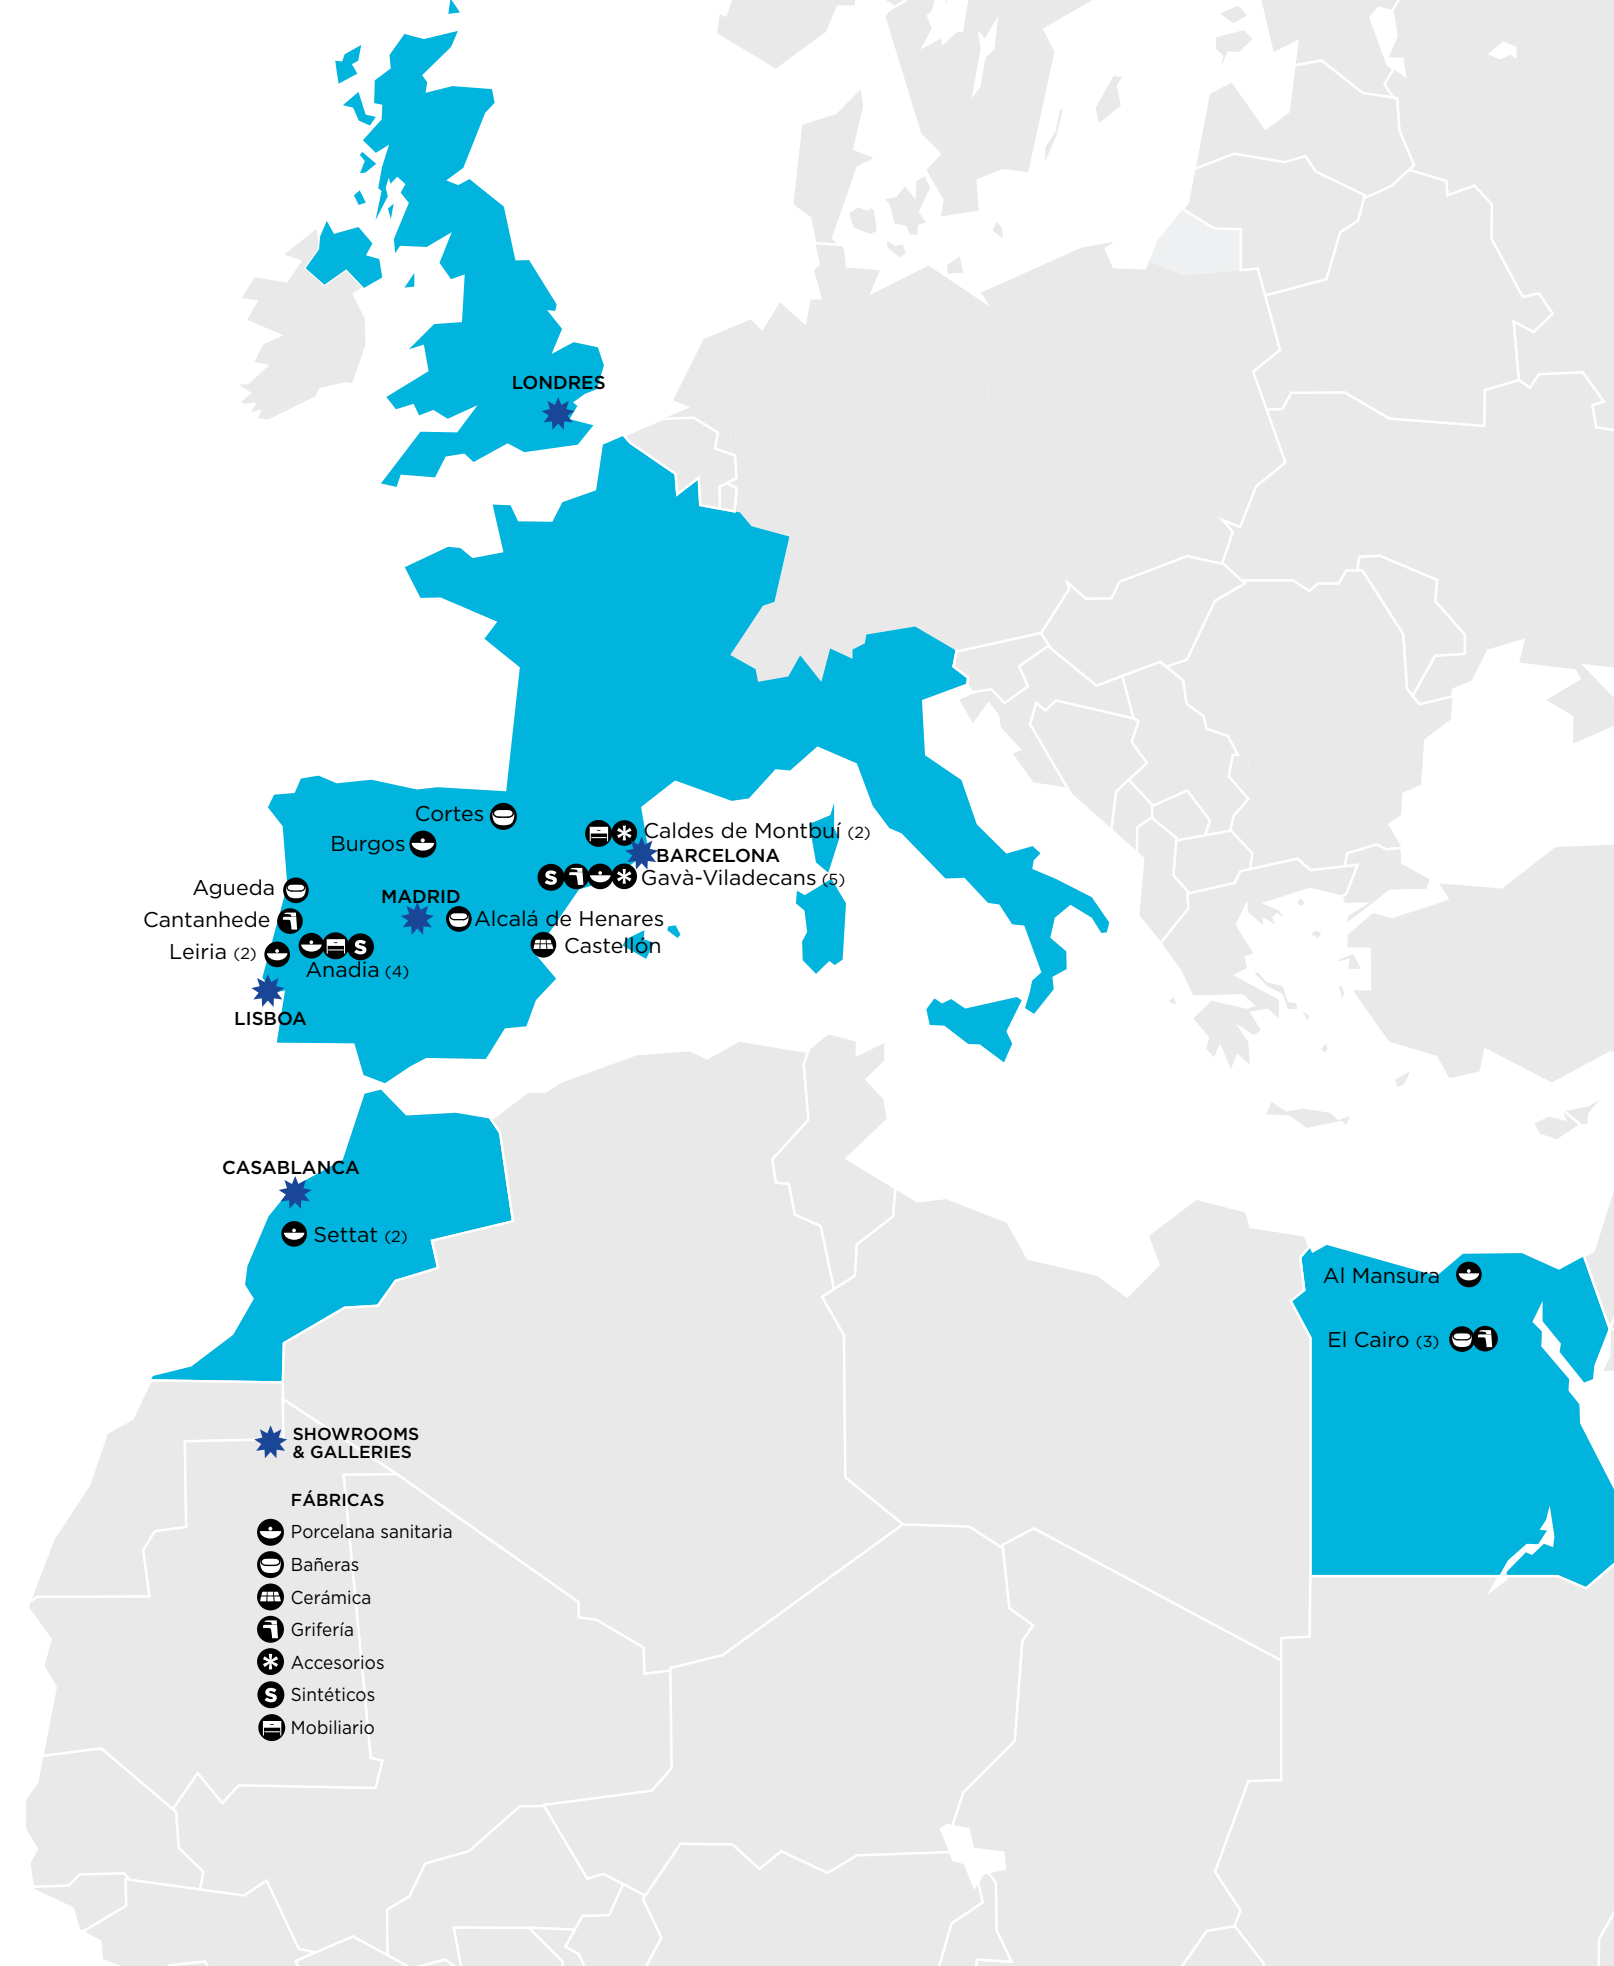 LONDRES
Cortes
Burgos
Caldes de Montbuí (2)
BARCELONA
Gavà-Viladecans (5)
Agueda
MADRID
Cantanhede
Alcalá de Henares
Leiria (2)
Castellón
Anadia (4)
LISBOA
CASABLANCA
Settat (2)
Al Mansura
El Cairo (3)
SHOWROOMS
& GALLERIES
FÁBRICAS
Porcelana sanitaria
Bañeras
Cerámica
Grifería
Accesorios
S Sintéticos
Mobiliario